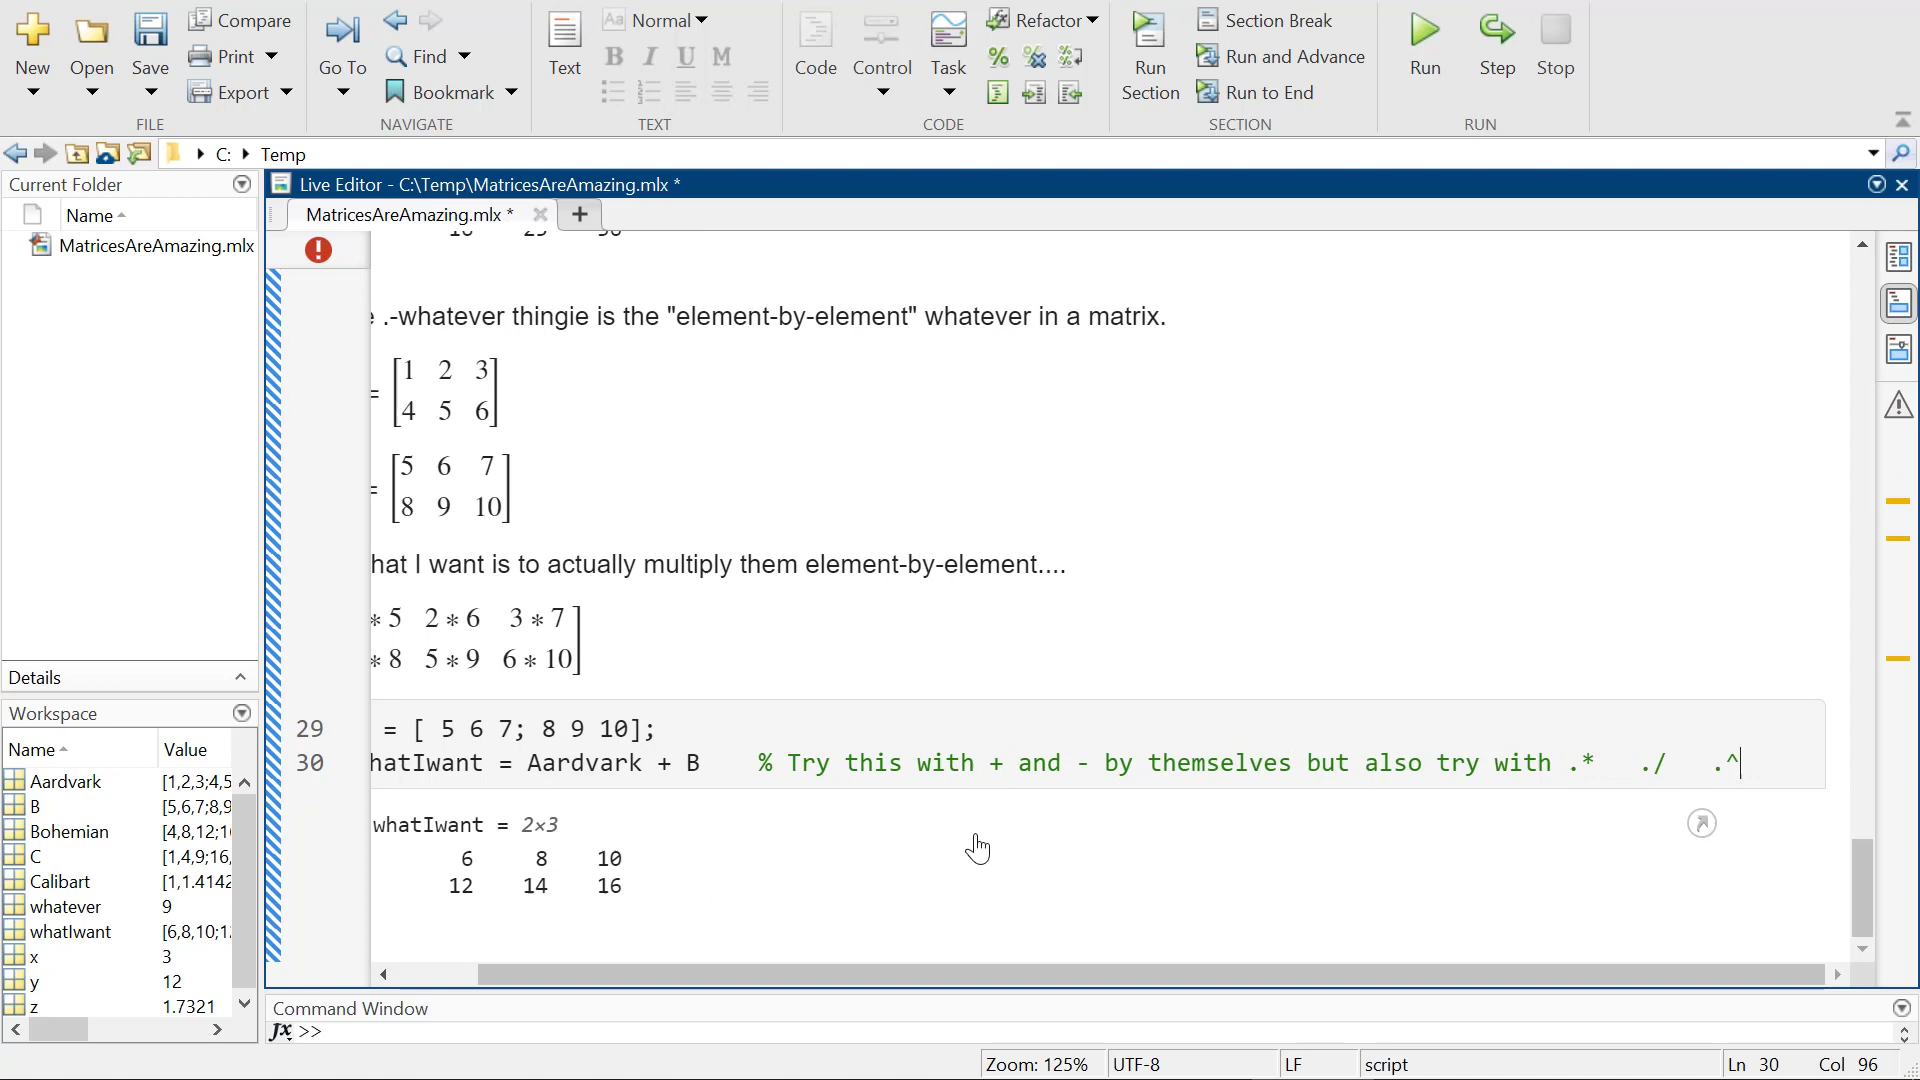 Compare
Normal
Refactor
Section Break
Print
Find
Run and Advance
New
Open
Save
Go To
Text
B I U M
Code
Control
Task
Run
Section
Run
Step
Stop
Export
Bookmark
Run to End
FILE
NAVIGATE
TEXT
CODE
SECTION
RUN
C: Temp
Current Folder
Live Editor - C:\Temp\MatricesAreAmazing.mlx *
Name
MatricesAreAmazing.mlx *
MatricesAreAmazing.mlx
.-whatever thingie is the "element-by-element" whatever in a matrix.
= [1 2 3
4 5 6]
= [5 6 7
8 9 10]
hat I want is to actually multiply them element-by-element....
* 5 2 * 6 3 * 7
* 8 5 * 9 6 * 10]
Details
Workspace
29 = [ 5 6 7; 8 9 10];
30 hatIwant = Aardvark + B % Try this with + and - by themselves but also try with .* ./ .^
whatIwant = 2×3
6 8 10
12 14 16
Name Value
Aardvark [1,2,3;4,5
B [5,6,7;8,9
Bohemian [4,8,12;1
C [1,4,9;16,
Calibart [1,1.4142
whatever 9
whatIwant [6,8,10;1
x 3
y 12
z 1.7321
Command Window
fx >>
Zoom: 125%
UTF-8
LF
script
Ln 30 Col 96